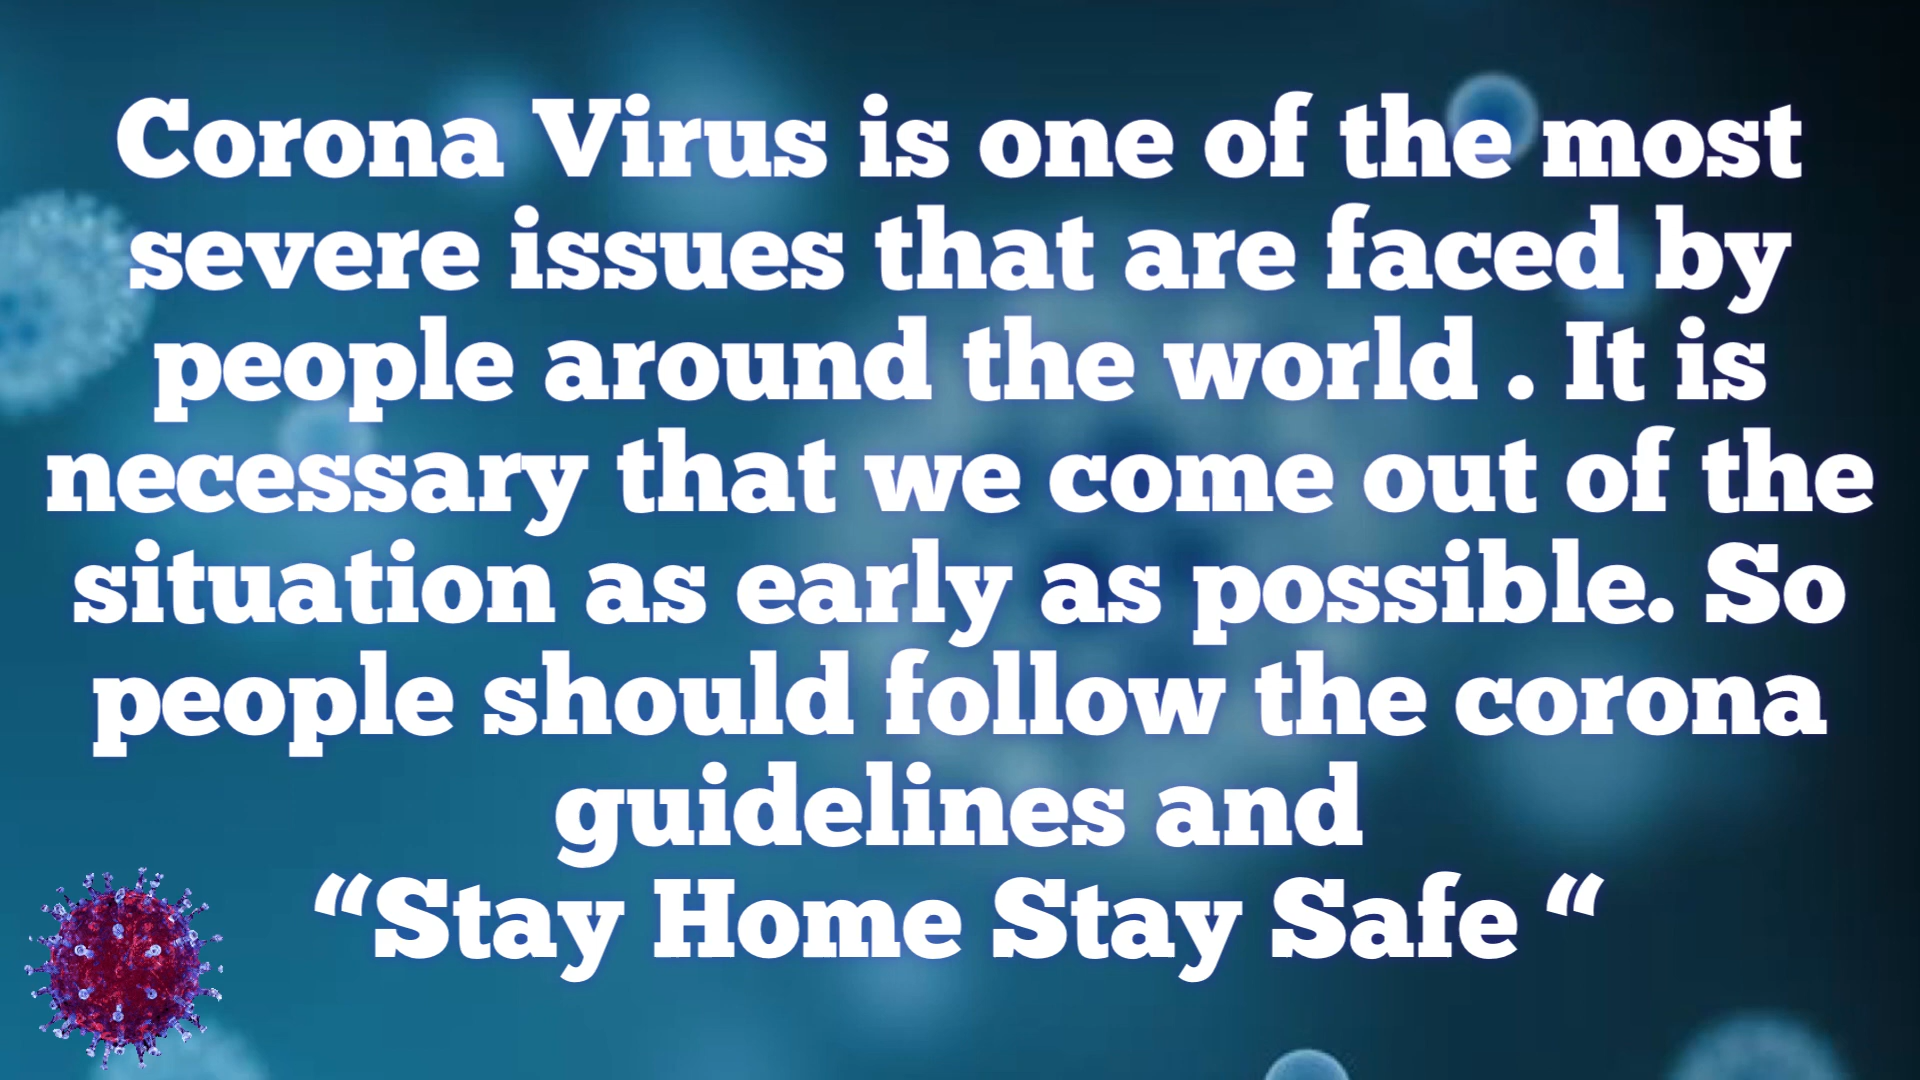 Corona Virus is one of the most
severe issues that are faced by
people around the world . It is
necessary that we come out of the
situation as early as possible. So
people should follow the corona
guidelines and
“Stay Home Stay Safe “